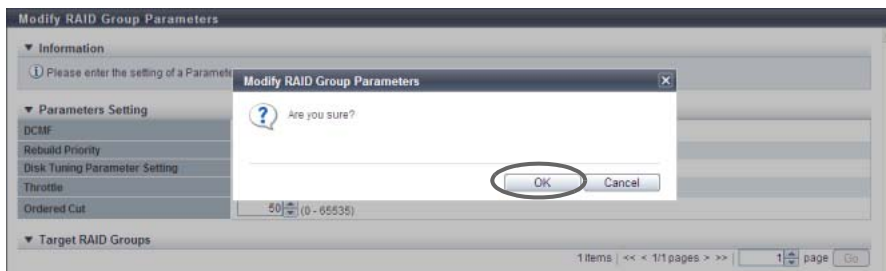 Modify RAID Group Parameters
▼ Information
Please enter the setting of a Paramete
Modify RAID Group Parameters
Are you sure?
OK Cancel
▼ Parameters Setting
DCMF
Rebuild Priority
Disk Tuning Parameter Setting
Throttle
Ordered Cut 50 (0 - 65535)
▼ Target RAID Groups
1 items | << < 1/1 pages > >> | 1 page Go